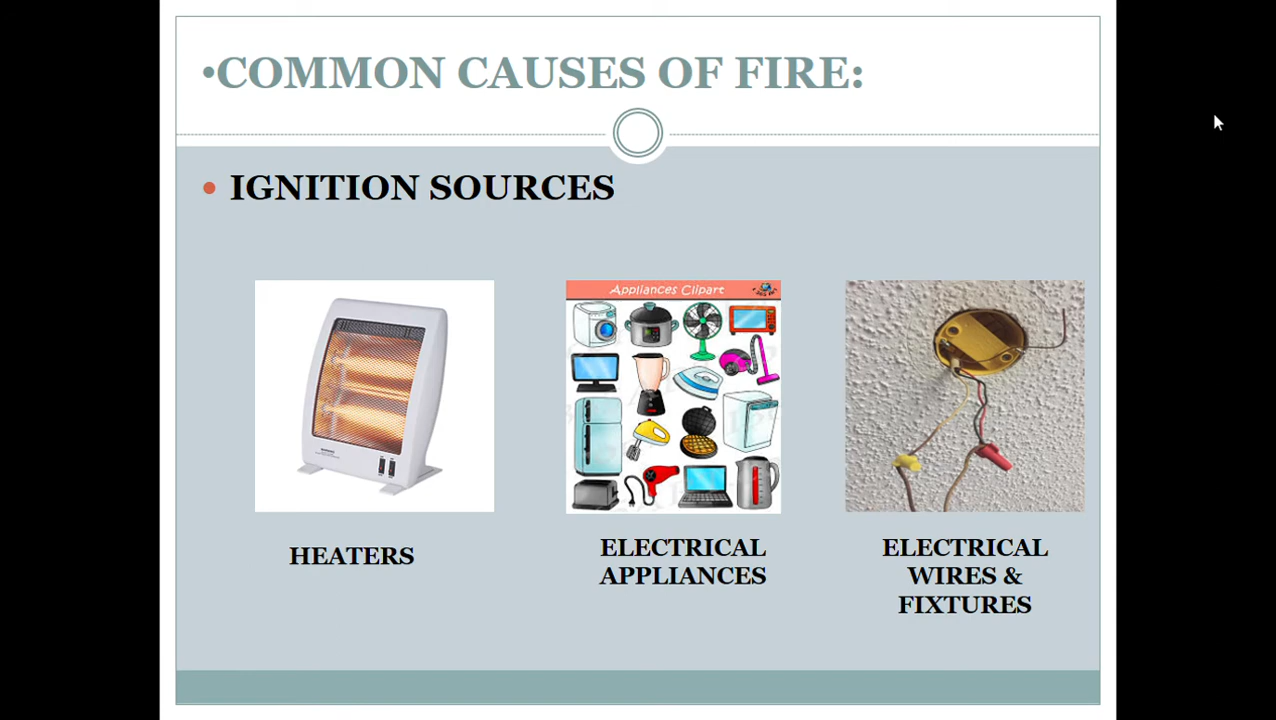 •COMMON CAUSES OF FIRE:
• IGNITION SOURCES
Appliances Clipart
HEATERS
ELECTRICAL
APPLIANCES
ELECTRICAL
WIRES &
FIXTURES